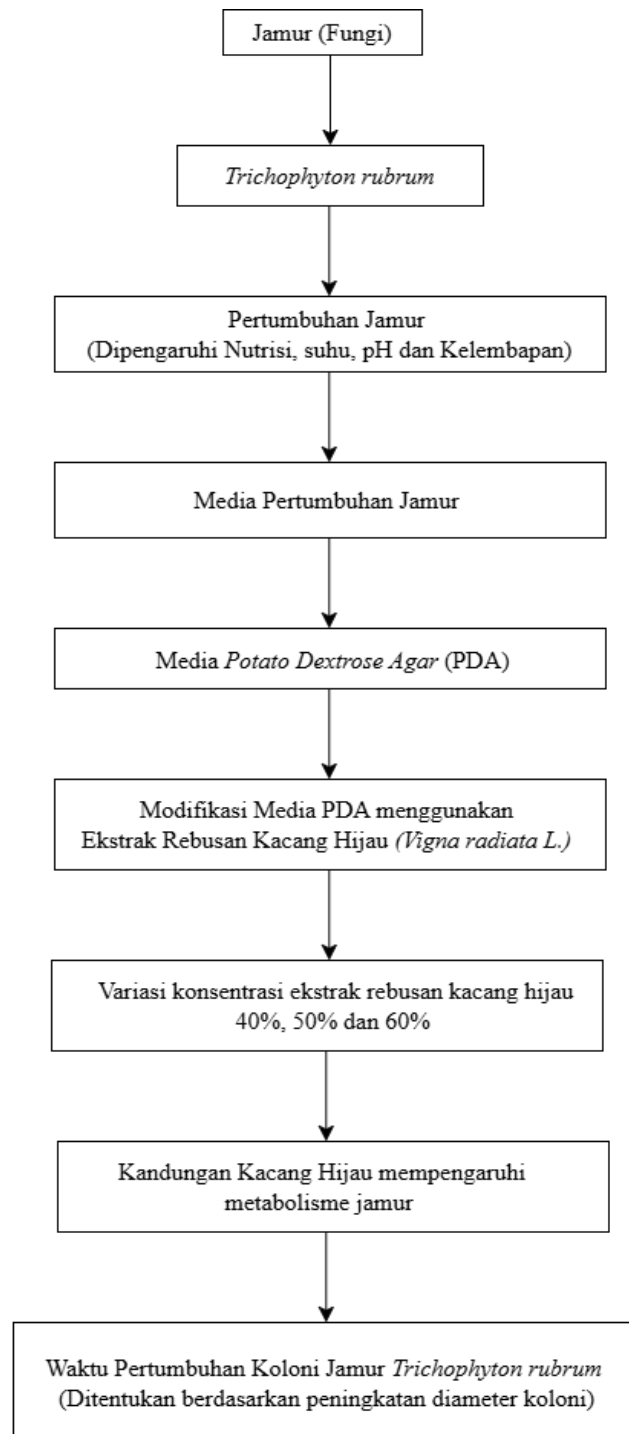 Jamur (Fungi)
Trichophyton rubrum
Pertumbuhan Jamur
(Dipengaruhi Nutrisi, suhu, pH dan Kelembapan)
Media Pertumbuhan Jamur
Media Potato Dextrose Agar (PDA)
Modifikasi Media PDA menggunakan
Ekstrak Rebusan Kacang Hijau (Vigna radiata L.)
Variasi konsentrasi ekstrak rebusan kacang hijau
40%, 50% dan 60%
Kandungan Kacang Hijau mempengaruhi
metabolisme jamur
Waktu Pertumbuhan Koloni Jamur Trichophyton rubrum
(Ditentukan berdasarkan peningkatan diameter koloni)